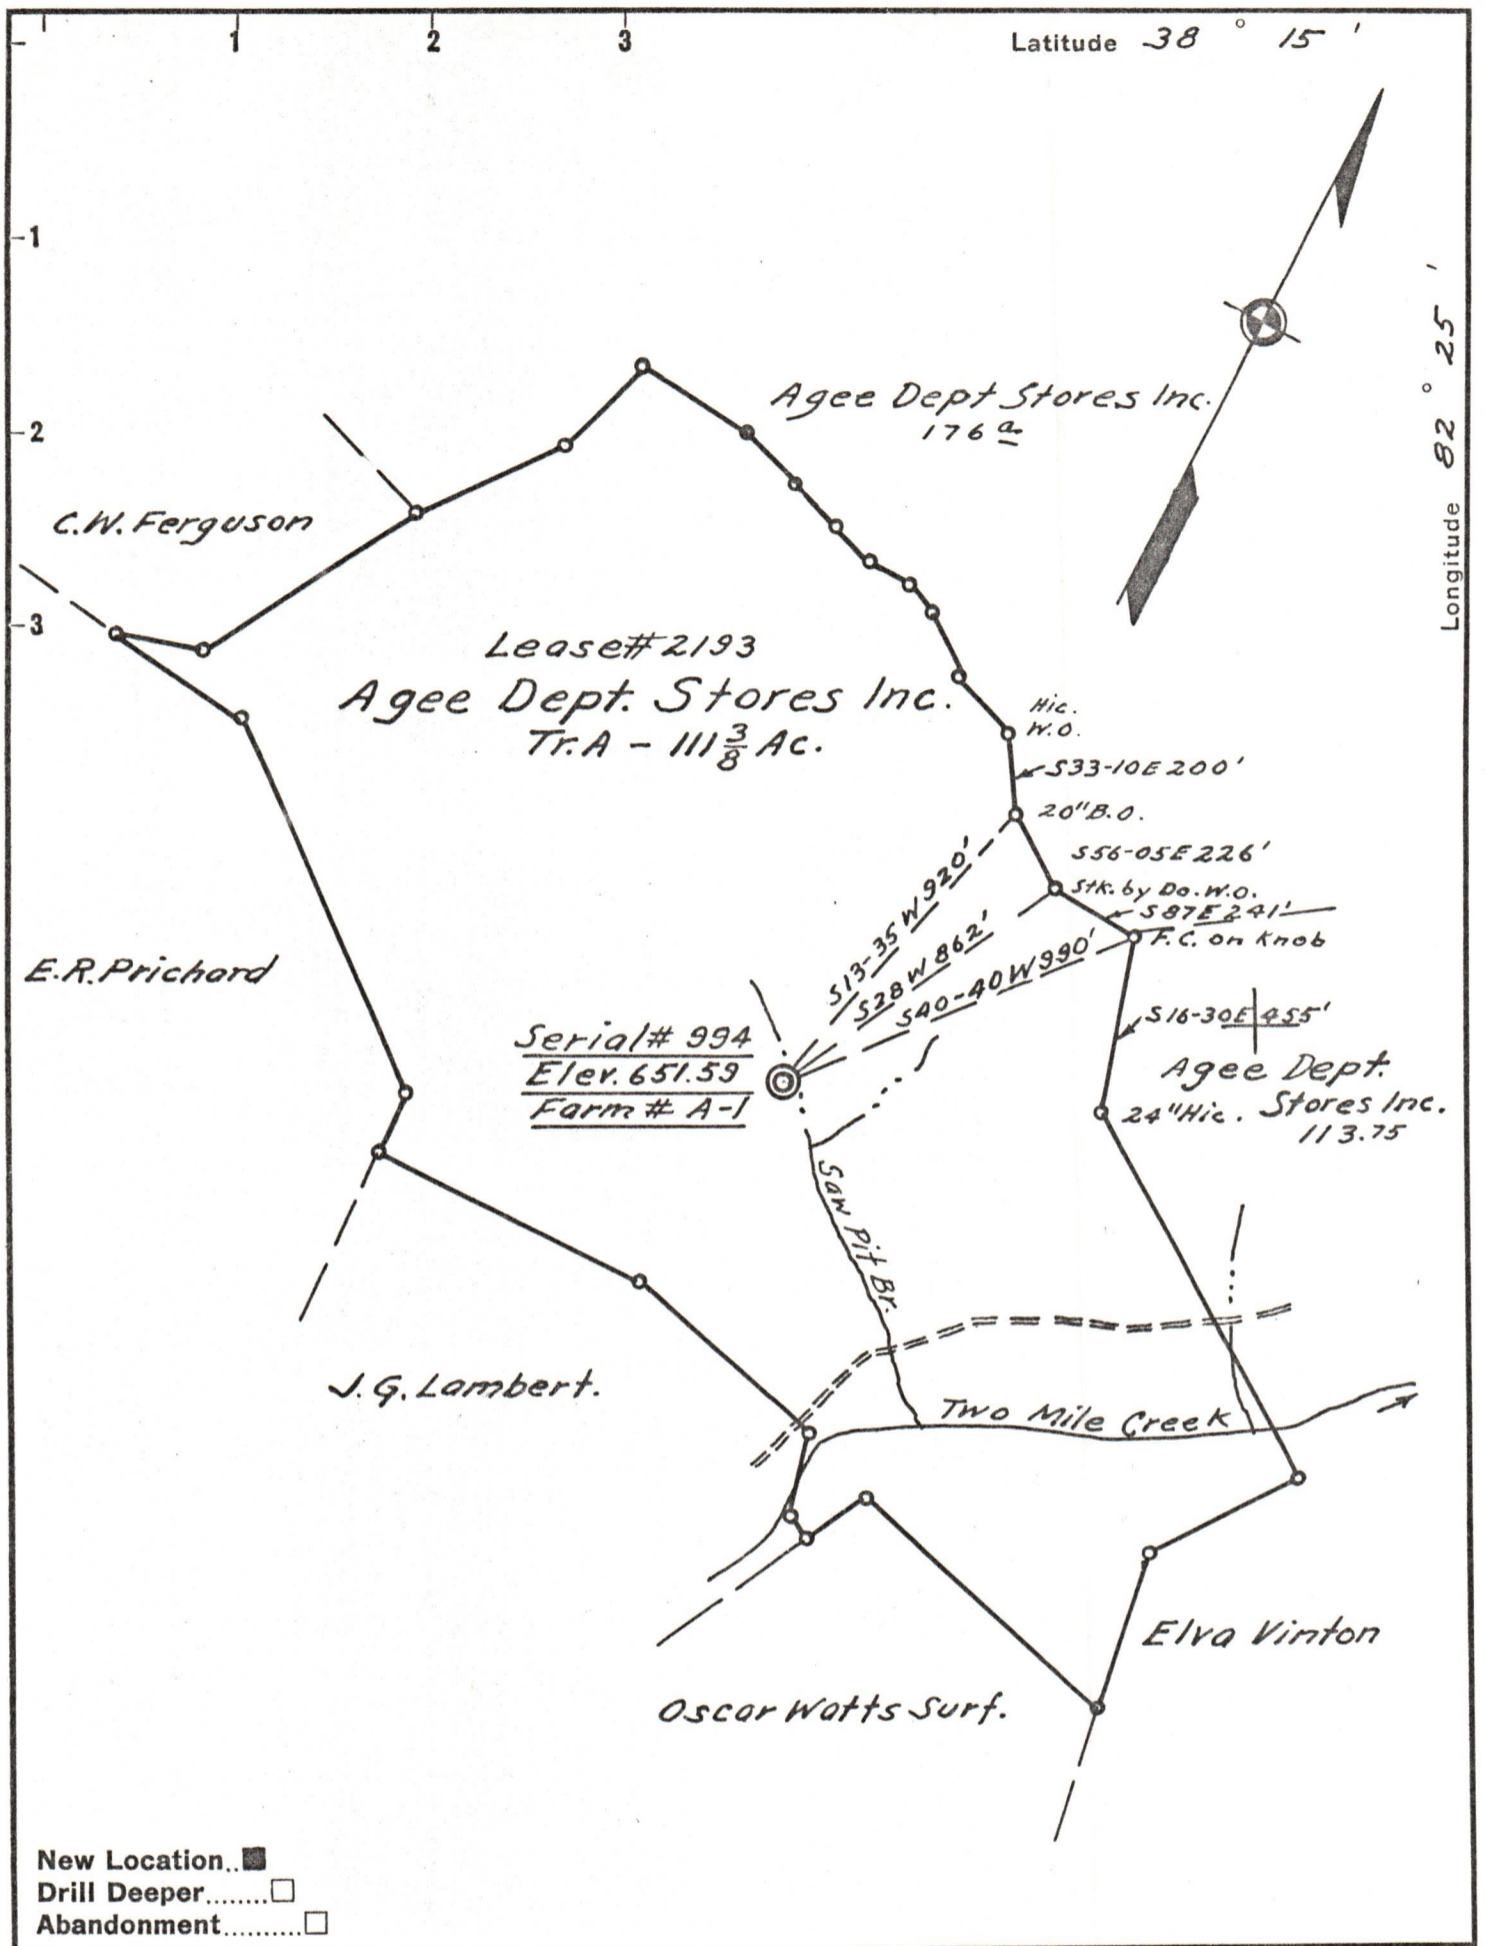 1 2 3
Latitude 38 ° 15 '
-1
-2
-3
Longitude 82 ° 25 '
Agee Dept Stores Inc.
176 a
C.W. Ferguson
Lease# 2193
Agee Dept. Stores Inc.
Tr. A - 111 3/8 Ac.
Hic.
W.O.
S33-10E 200'
20" B.O.
S56-05E 226'
Stk. by Do. W.O.
S87E 241'
F.C. on Knob
S13-35 W 920'
S28 W 862'
S40-40W 990'
E.R. Prichard
S16-30E 455'
Serial# 994
Elev. 651.59
Farm # A-1
Agee Dept.
Stores Inc.
113.75
24" Hic.
Saw Pit Br.
J.G. Lambert.
Two Mile Creek
Elva Vinton
Oscar Watts Surf.
New Location..■
Drill Deeper........□
Abandonment..........□